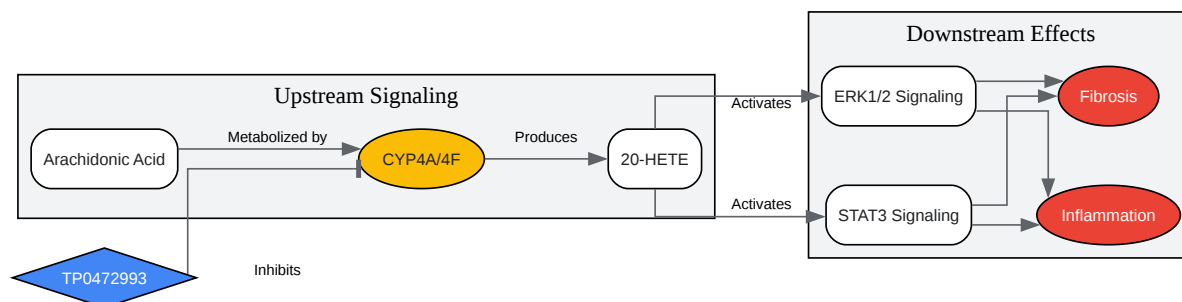 Downstream Effects
Upstream Signaling
Arachidonic Acid
Metabolized by
CYP4A/4F
Produces
20-HETE
Activates
ERK1/2 Signaling
Fibrosis
Activates
STAT3 Signaling
Inflammation
TP0472993
Inhibits